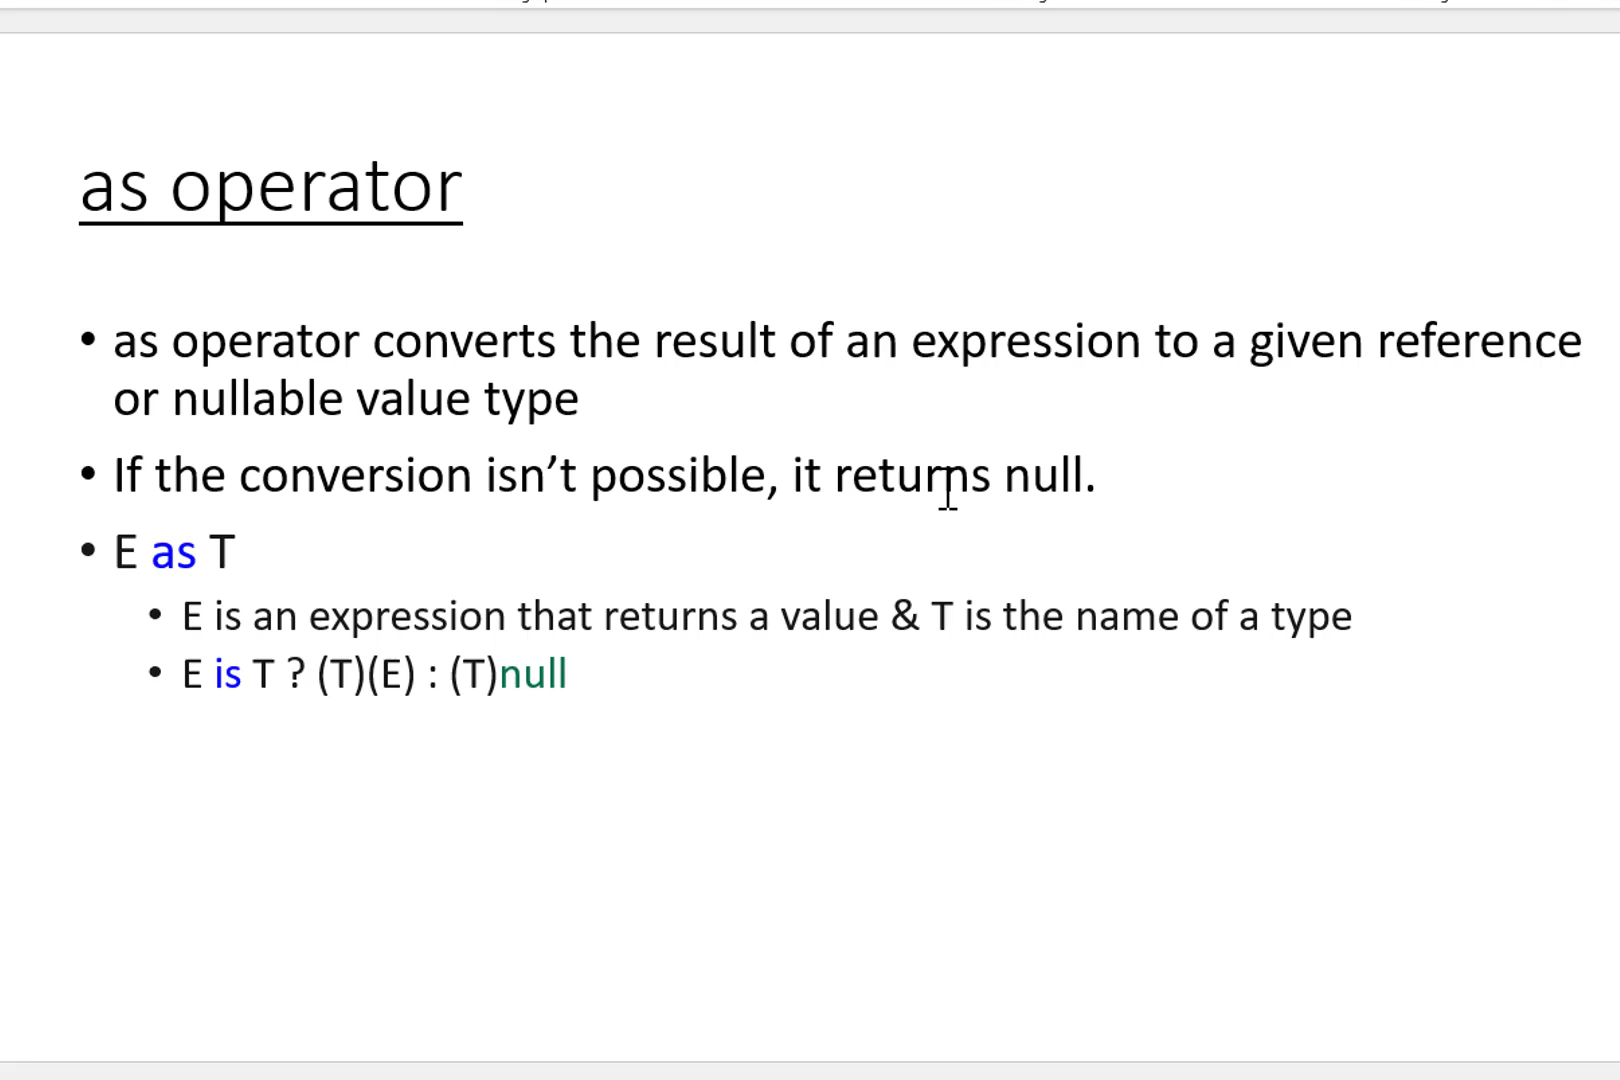 as operator
• as operator converts the result of an expression to a given reference
or nullable value type
• If the conversion isn’t possible, it returns null.
• E as T
• E is an expression that returns a value & T is the name of a type
• E is T ? (T)(E) : (T)null